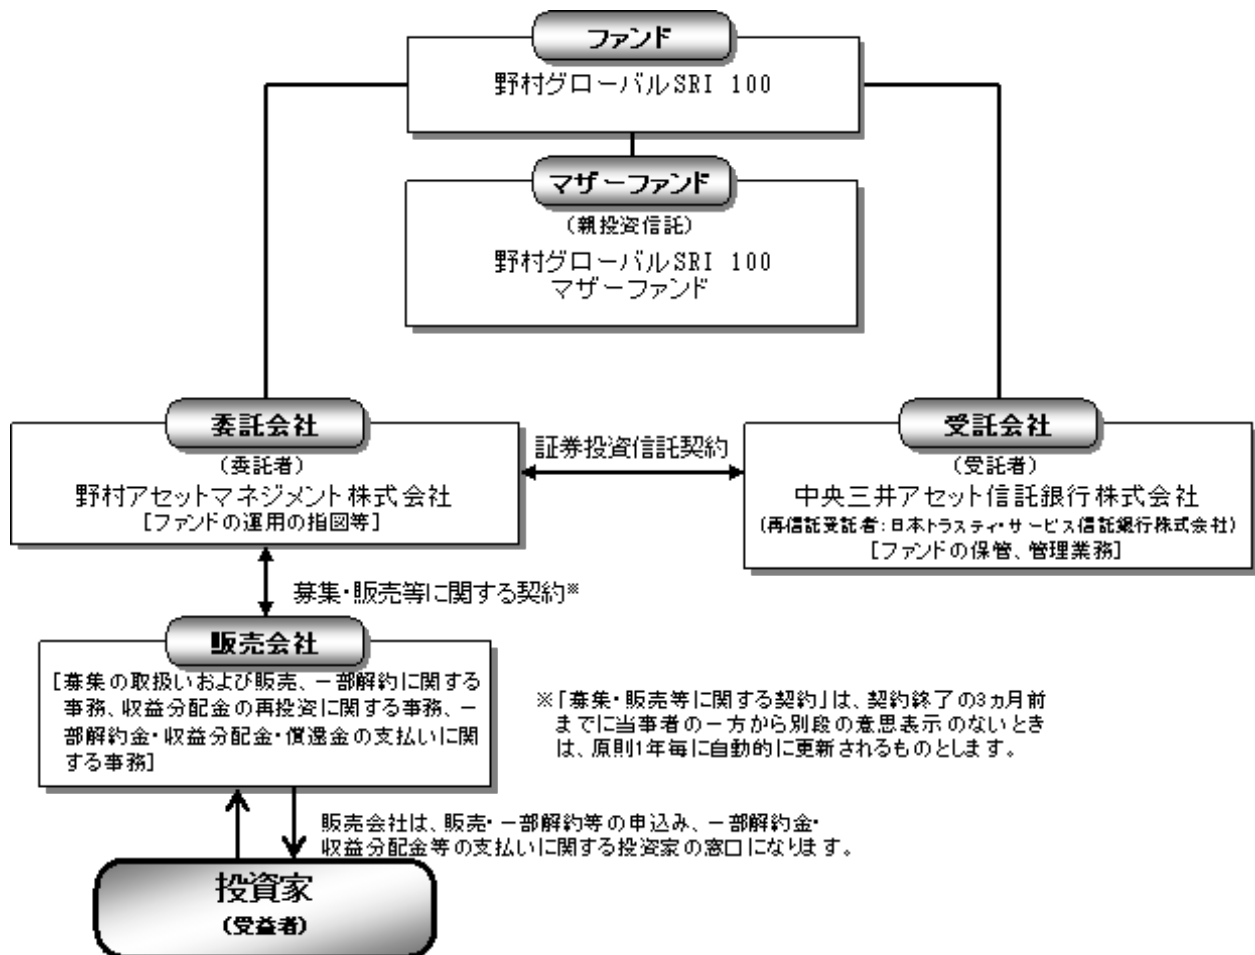 ファンド
野村グローバルSRI 100
マザーファンド
(親投資信託)
野村グローバルSRI 100
マザーファンド
委託会社
(委託者)
野村アセットマネジメント株式会社
[ファンドの運用の指図等]
証券投資信託契約
受託会社
(受託者)
中央三井アセット信託銀行株式会社
(再信託受託者:日本トラスティ・サービス信託銀行株式会社)
[ファンドの保管、管理業務]
募集・販売等に関する契約※
販売会社
[募集の取扱いおよび販売、一部解約に関する
事務、収益分配金の再投資に関する事務、一
部解約金・収益分配金・償還金の支払いに関
する事務]
※「募集・販売等に関する契約」は、契約終了の3ヵ月前
までに当事者の一方から別段の意思表示のないとき
は、原則1年毎に自動的に更新されるものとします。
販売会社は、販売・一部解約等の申込み、一部解約金・
収益分配金等の支払いに関する投資家の窓口になります。
投資家
(受益者)